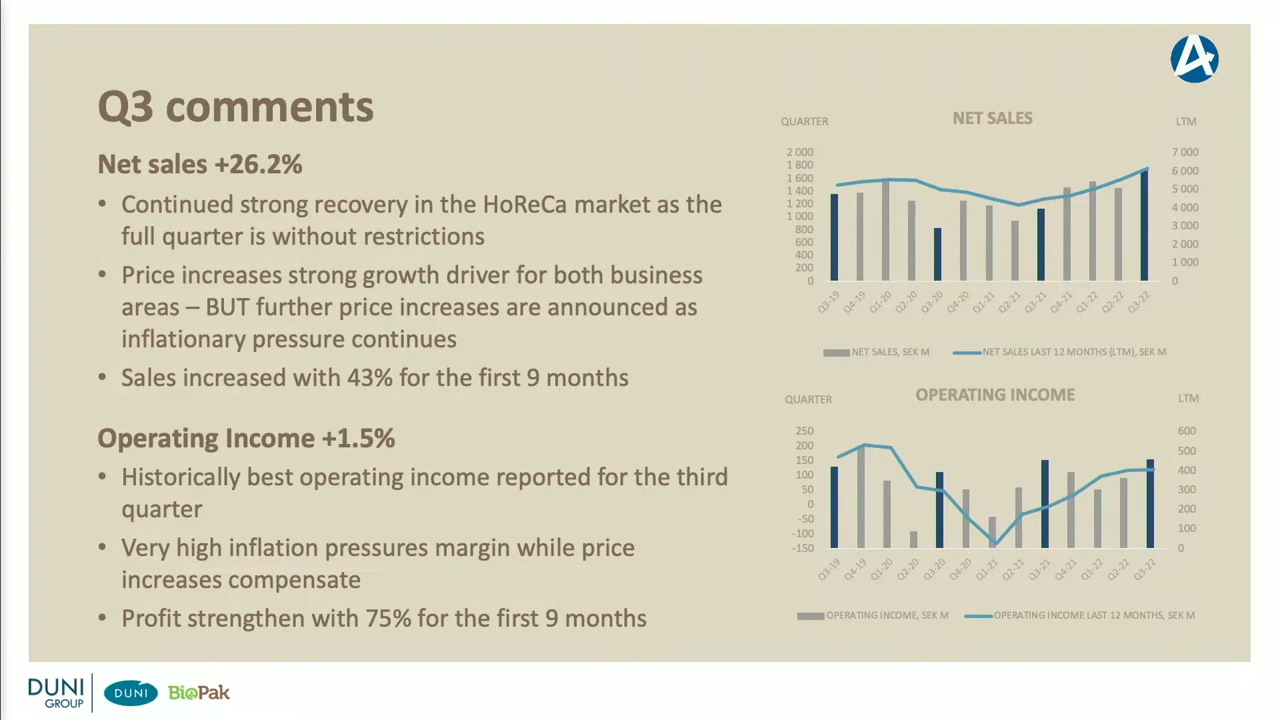 Q3 comments
Net sales +26.2%
• Continued strong recovery in the HoReCa market as the
full quarter is without restrictions
• Price increases strong growth driver for both business
areas – BUT further price increases are announced as
inflationary pressure continues
• Sales increased with 43% for the first 9 months
Operating Income +1.5%
• Historically best operating income reported for the third
quarter
• Very high inflation pressures margin while price
increases compensate
• Profit strengthen with 75% for the first 9 months
QUARTER NET SALES LTM
2 000 7 000
1 800
1 600 6 000
1 400 5 000
1 200 4 000
1 000
800 3 000
600 2 000
400
200 1 000
0 0
Q3-19 Q4-19 Q1-20 Q2-20 Q3-20 Q4-20 Q1-21 Q2-21 Q3-21 Q4-21 Q1-22 Q2-22 Q3-22
NET SALES, SEK M NET SALES LAST 12 MONTHS (LTM), SEK M
QUARTER OPERATING INCOME LTM
250 600
200 500
150
100 400
50 300
0
-50 200
-100 100
-150 0
Q3-19 Q4-19 Q1-20 Q2-20 Q3-20 Q4-20 Q1-21 Q2-21 Q3-21 Q4-21 Q1-22 Q2-22 Q3-22
OPERATING INCOME, SEK M OPERATING INCOME LAST 12 MONTHS, SEK M
DUNI
GROUP
DUNI
BioPak